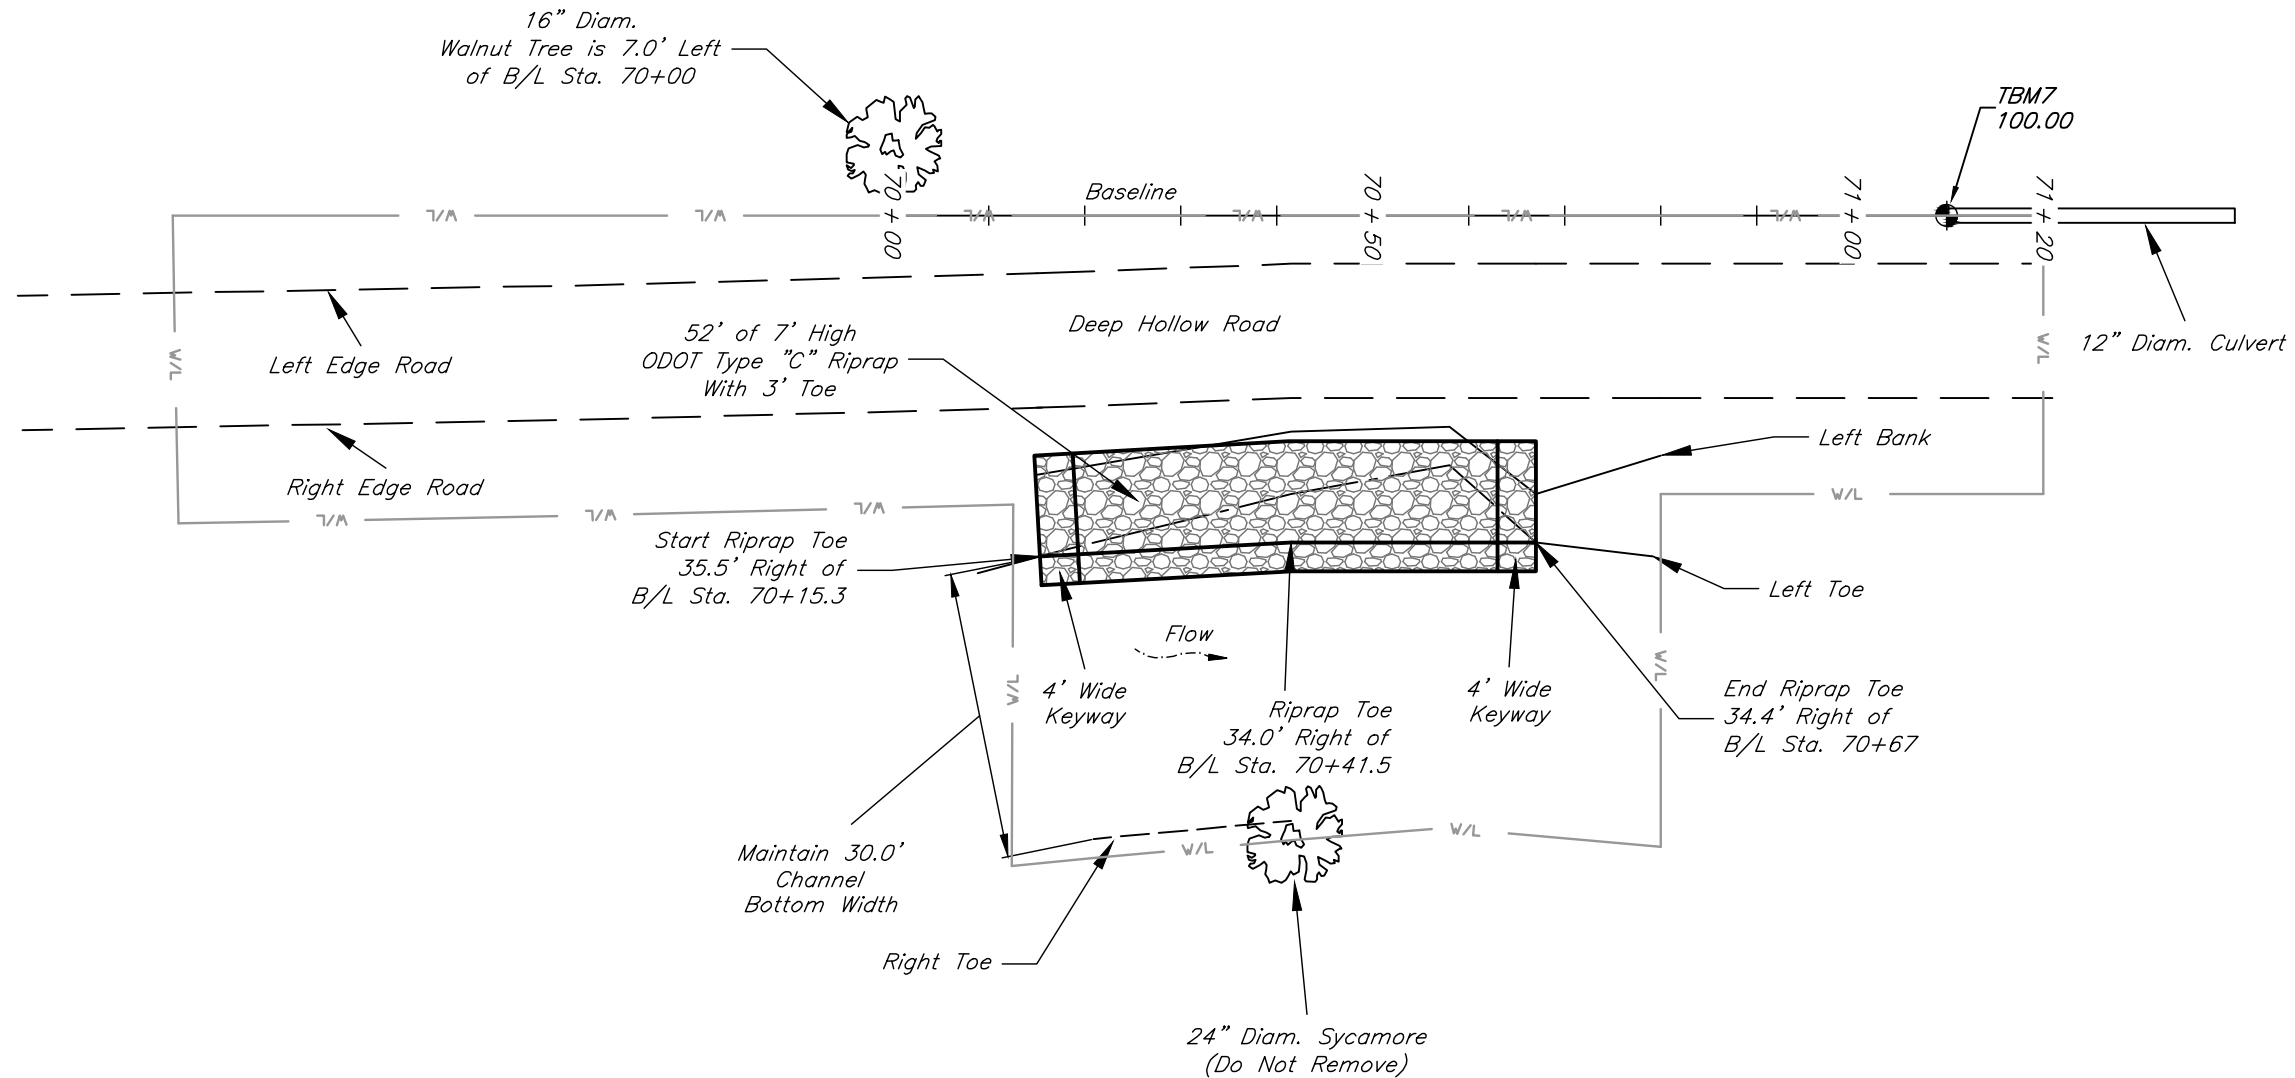 16" Diam.
Walnut Tree is 7.0' Left
of B/L Sta. 70+00
TBM7
100.00
Baseline
70+00
70+50
71+00
71+20
W/L
W/L
W/L
W/L
W/L
W/L
Deep Hollow Road
52' of 7' High
ODOT Type "C" Riprap
With 3' Toe
Left Edge Road
12" Diam. Culvert
W/L
W/L
Left Bank
Right Edge Road
W/L
W/L
W/L
W/L
Start Riprap Toe
35.5' Right of
B/L Sta. 70+15.3
Left Toe
Flow
W/L
W/L
4' Wide
Keyway
4' Wide
Keyway
Riprap Toe
34.0' Right of
B/L Sta. 70+41.5
End Riprap Toe
34.4' Right of
B/L Sta. 70+67
W/L
W/L
Maintain 30.0'
Channel
Bottom Width
Right Toe
24" Diam. Sycamore
(Do Not Remove)